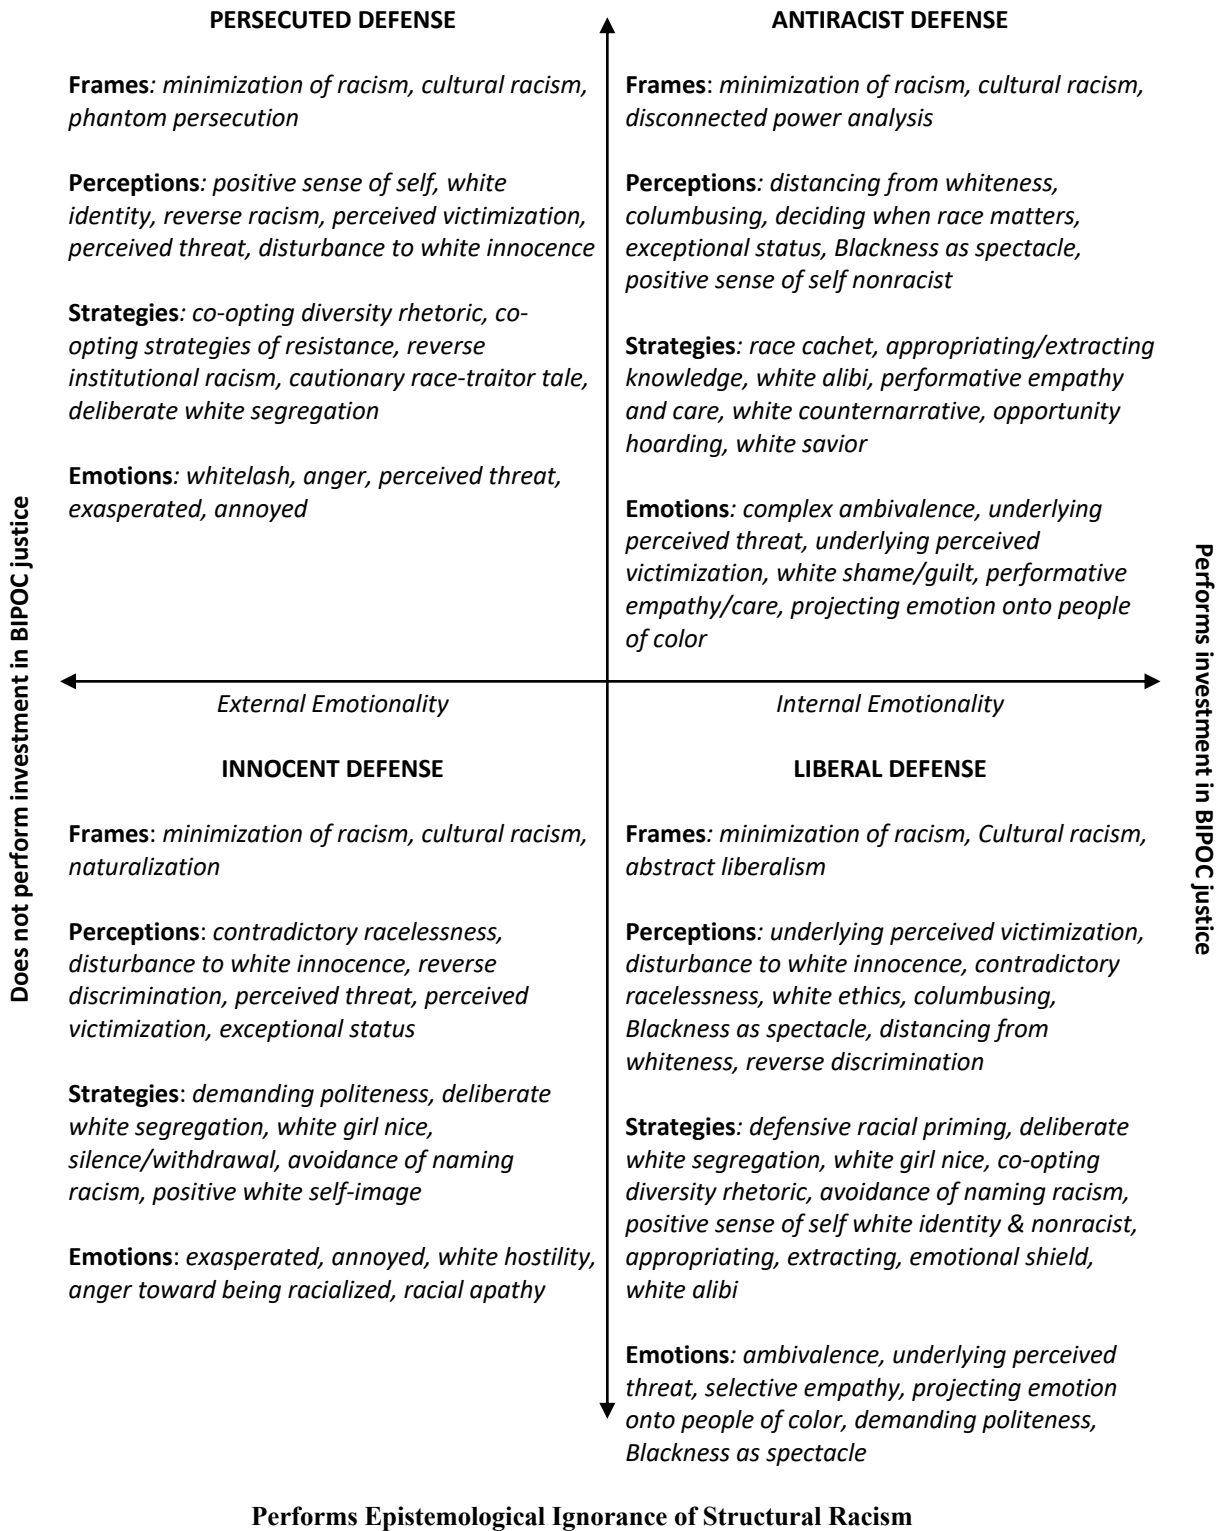 PERSECUTED DEFENSE
Frames: minimization of racism, cultural racism,
phantom persecution
Perceptions: positive sense of self, white
identity, reverse racism, perceived victimization,
perceived threat, disturbance to white innocence
Strategies: co-opting diversity rhetoric, co-
opting strategies of resistance, reverse
institutional racism, cautionary race-traitor tale,
deliberate white segregation
Emotions: whitelash, anger, perceived threat,
exasperated, annoyed
ANTIRACIST DEFENSE
Frames: minimization of racism, cultural racism,
disconnected power analysis
Perceptions: distancing from whiteness,
columbusing, deciding when race matters,
exceptional status, Blackness as spectacle,
positive sense of self nonracist
Strategies: race cachet, appropriating/extracting
knowledge, white alibi, performative empathy
and care, white counternarrative, opportunity
hoarding, white savior
Emotions: complex ambivalence, underlying
perceived threat, underlying perceived
victimization, white shame/guilt, performative
empathy/care, projecting emotion onto people
of color
Does not perform investment in BIPOC justice
Performs investment in BIPOC justice
External Emotionality
Internal Emotionality
INNOCENT DEFENSE
Frames: minimization of racism, cultural racism,
naturalization
Perceptions: contradictory racelessness,
disturbance to white innocence, reverse
discrimination, perceived threat, perceived
victimization, exceptional status
Strategies: demanding politeness, deliberate
white segregation, white girl nice,
silence/withdrawal, avoidance of naming
racism, positive white self-image
Emotions: exasperated, annoyed, white hostility,
anger toward being racialized, racial apathy
LIBERAL DEFENSE
Frames: minimization of racism, Cultural racism,
abstract liberalism
Perceptions: underlying perceived victimization,
disturbance to white innocence, contradictory
racelessness, white ethics, columbusing,
Blackness as spectacle, distancing from
whiteness, reverse discrimination
Strategies: defensive racial priming, deliberate
white segregation, white girl nice, co-opting
diversity rhetoric, avoidance of naming racism,
positive sense of self white identity & nonracist,
appropriating, extracting, emotional shield,
white alibi
Emotions: ambivalence, underlying perceived
threat, selective empathy, projecting emotion
onto people of color, demanding politeness,
Blackness as spectacle
Performs Epistemological Ignorance of Structural Racism